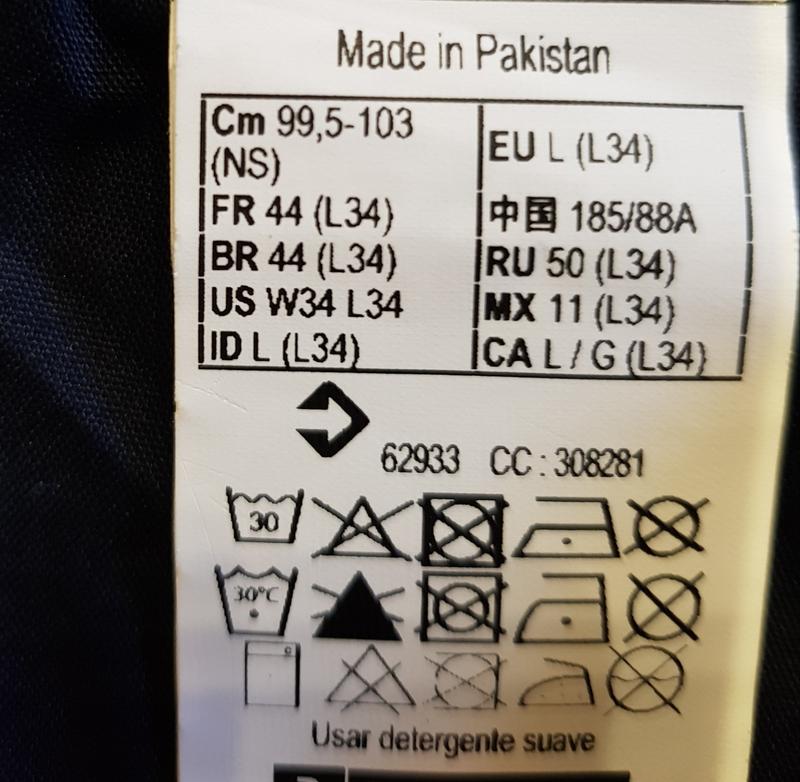 Made in Pakistan
Cm 99,5-103 (NS)
EU L (L34)
FR 44 (L34)
中国 185/88A
BR 44 (L34)
RU 50 (L34)
US W34 L34
MX 11 (L34)
ID L (L34)
CA L / G (L34)
62933 CC : 308281
30
30°C
Usar detergente suave